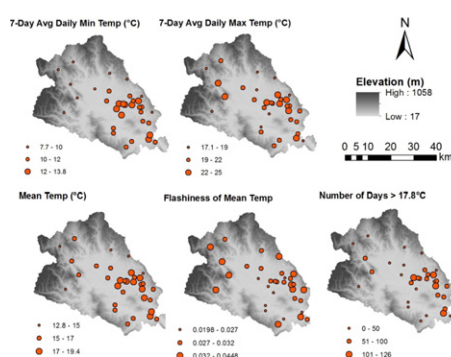 7-Day Avg Daily Min Temp (°C)
7-Day Avg Daily Max Temp (°C)
N
Elevation (m)
High : 1058
Low : 17
7.7 - 10
10 - 12
12 - 13.8
17.1 - 19
19 - 22
22 - 25
0 5 10 20 30 40
km
Mean Temp (°C)
Flashiness of Mean Temp
Number of Days > 17.8°C
12.8 - 15
15 - 17
17 - 19.4
0.0198 - 0.027
0.027 - 0.032
0.032 - 0.0448
0 - 50
51 - 100
101 - 126